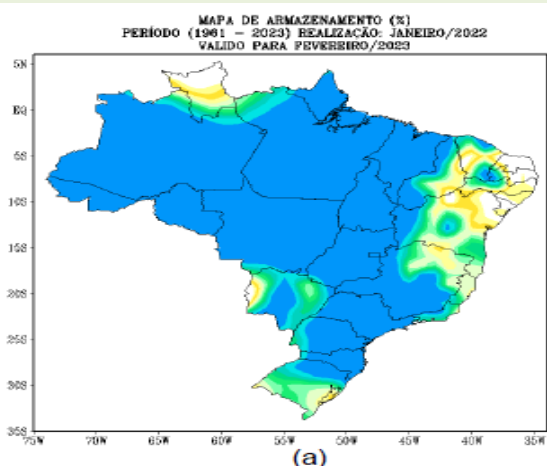 MAPA DE ARMAZENAMENTO (%)
PERÍODO (1961 - 2023) REALIZAÇÃO: JANEIRO/2022
VALIDO PARA FEVEREIRO/2023
5N
EQ
5S
10S
15S
20S
25S
30S
35S
75W 70W 65W 60W 55W 50W 45W 40W 35W
(a)